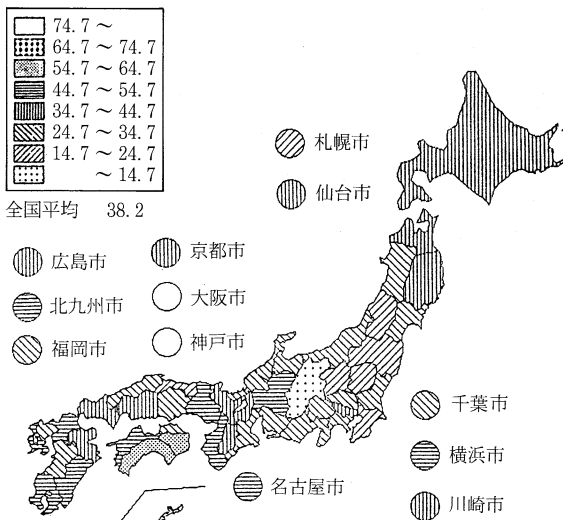 74.7～
64.7～74.7
54.7～64.7
44.7～54.7
34.7～44.7
24.7～34.7
14.7～24.7
～14.7
全国平均 38.2
札幌市
仙台市
広島市
京都市
北九州市
大阪市
福岡市
神戸市
千葉市
横浜市
名古屋市
川崎市